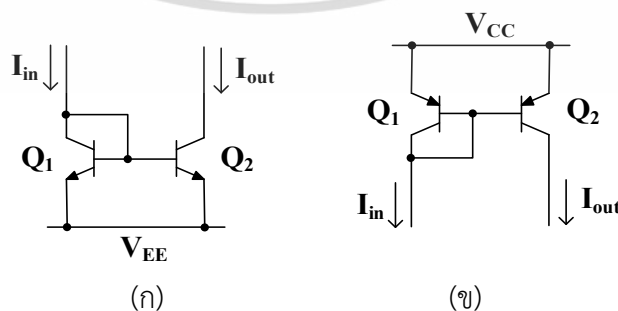 V_CC
I_in
I_out
Q_1
Q_2
V_EE
Q_1
Q_2
I_in
I_out
(ก)
(ข)